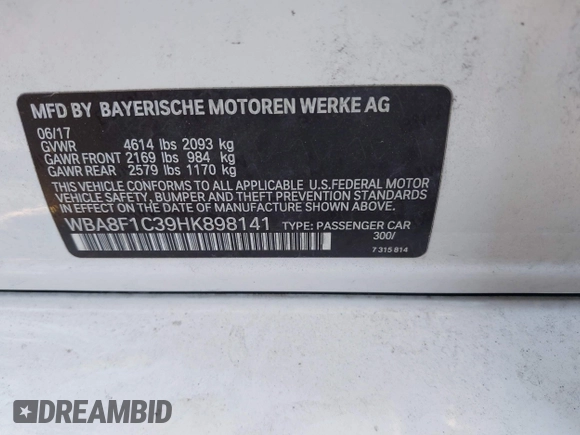 MFD BY BAYERISCHE MOTOREN WERKE AG
06/17
GVWR 4614 lbs 2093 kg
GAWR FRONT 2169 lbs 984 kg
GAWR REAR 2579 lbs 1170 kg
THIS VEHICLE CONFORMS TO ALL APPLICABLE U.S.FEDERAL MOTOR
VEHICLE SAFETY, BUMPER AND THEFT PREVENTION STANDARDS
IN EFFECT ON THE DATE OF MANUFACTURE SHOWN ABOVE.
WBA8F1C39HK898141 TYPE: PASSENGER CAR
300/
7 315 814
DREAMBID